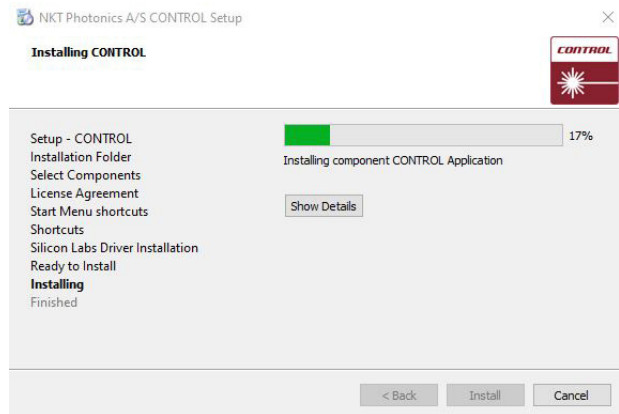 NKT Photonics A/S CONTROL Setup
Installing CONTROL
CONTROL
Setup - CONTROL
Installation Folder
Select Components
License Agreement
Start Menu shortcuts
Shortcuts
Silicon Labs Driver Installation
Ready to Install
Installing
Finished
17%
Installing component CONTROL Application
Show Details
< Back
Install
Cancel